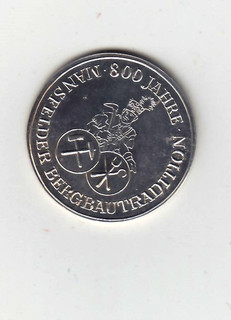 800 JAHRE · MANSFELDER BERGBAUTRADITION ·